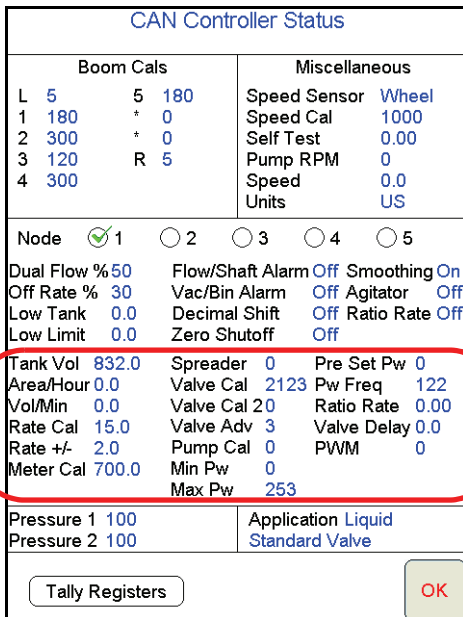 CAN Controller Status
Boom Cals
L 5 5 180
1 180 * 0
2 300 * 0
3 120 R 5
4 300
Miscellaneous
Speed Sensor Wheel
Speed Cal 1000
Self Test 0.00
Pump RPM 0
Speed 0.0
Units US
Node 1 2 3 4 5
Dual Flow % 50 Flow/Shaft Alarm Off Smoothing On
Off Rate % 30 Vac/Bin Alarm Off Agitator Off
Low Tank 0.0 Decimal Shift Off Ratio Rate Off
Low Limit 0.0 Zero Shutoff Off
Tank Vol 832.0 Spreader 0 Pre Set Pw 0
Area/Hour 0.0 Valve Cal 2123 Pw Freq 122
Vol/Min 0.0 Valve Cal 2 0 Ratio Rate 0.00
Rate Cal 15.0 Valve Adv 3 Valve Delay 0.0
Rate +/- 2.0 Pump Cal 0 PWM 0
Meter Cal 700.0 Min Pw 0
Max Pw 253
Pressure 1 100 Application Liquid
Pressure 2 100 Standard Valve
Tally Registers OK